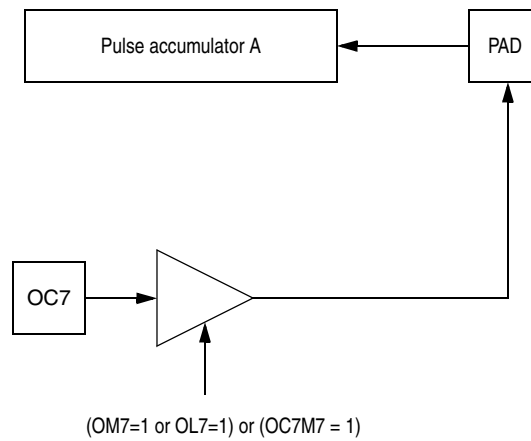 Pulse accumulator A
PAD
OC7
(OM7=1 or OL7=1) or (OC7M7 = 1)